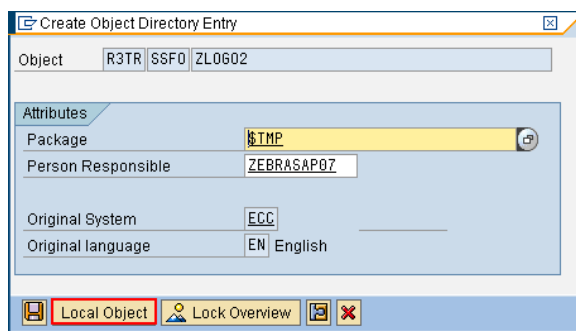 Create Object Directory Entry
Object R3TR SSFO ZLOGO2
Attributes
Package $TMP
Person Responsible ZEBRASAP07
Original System ECC
Original language EN English
Local Object Lock Overview